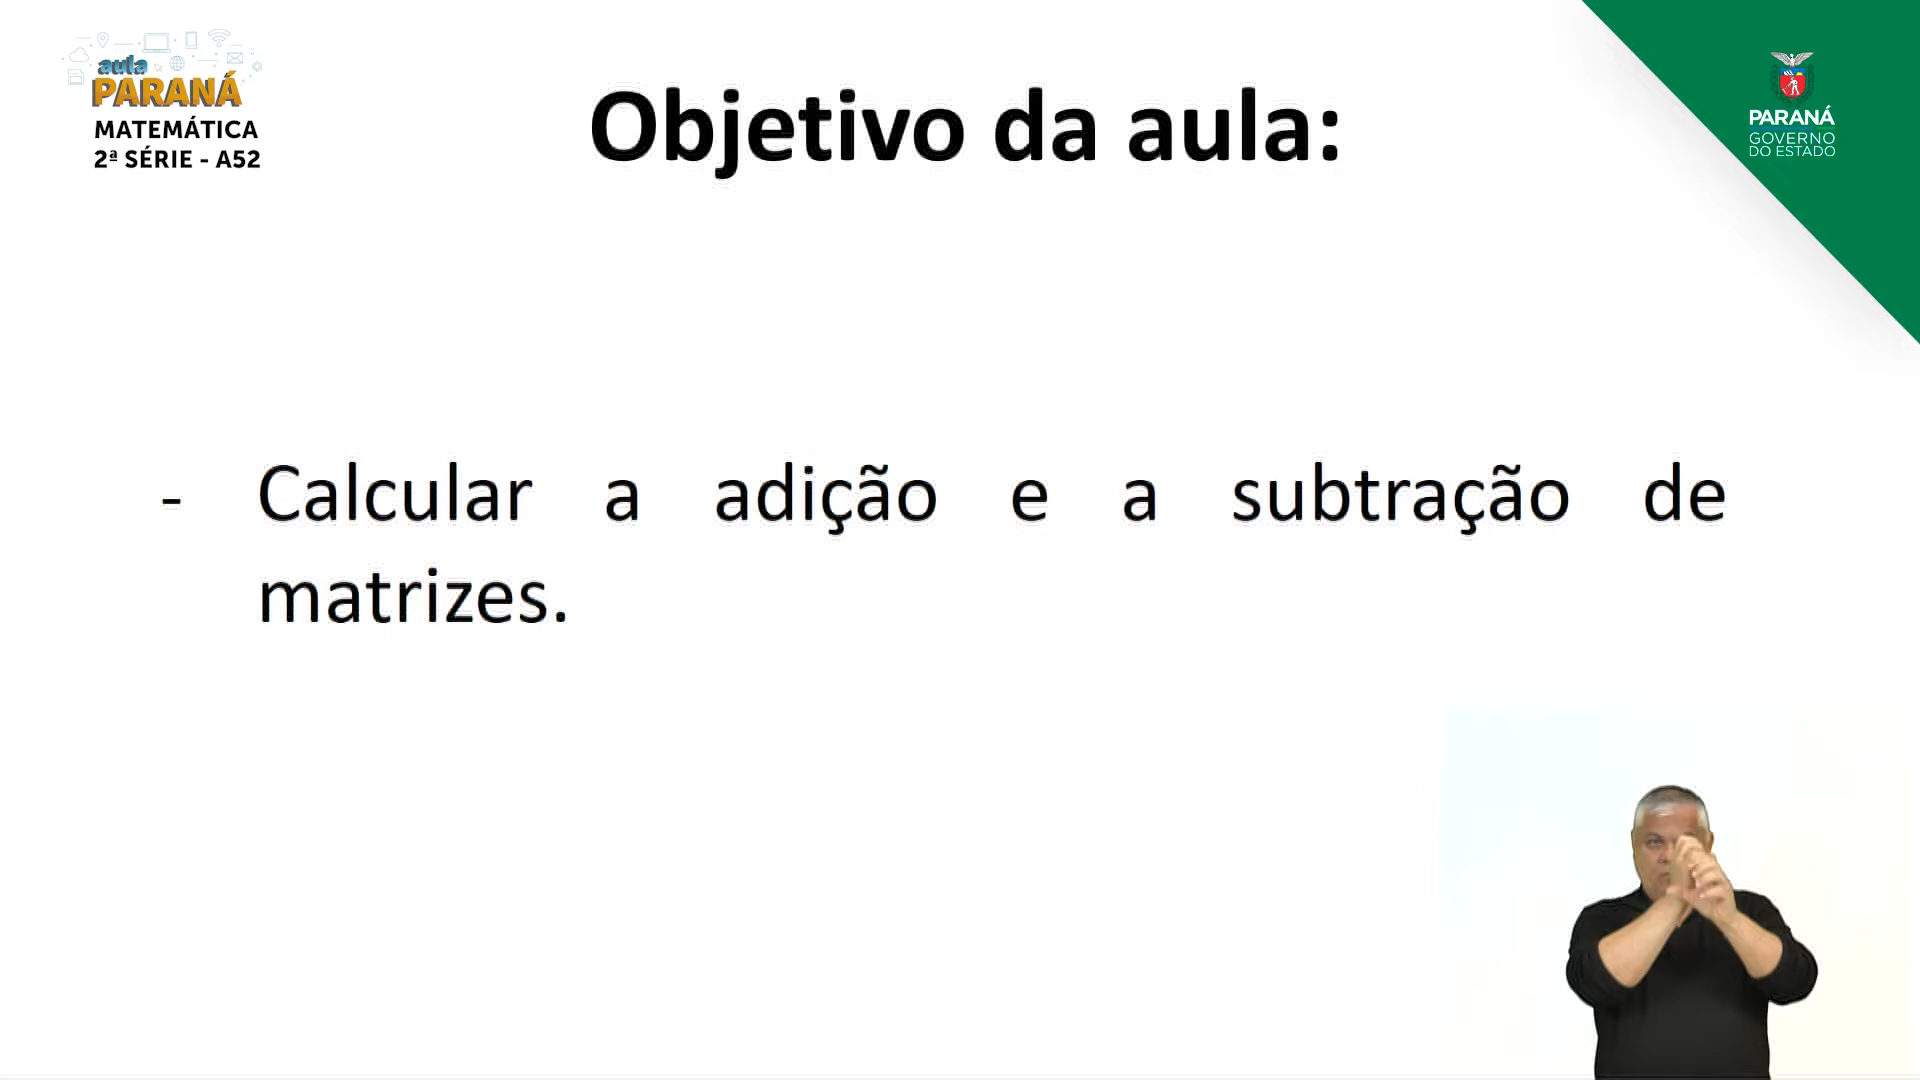 aula
PARANÁ
MATEMÁTICA
2ª SÉRIE - A52
Objetivo da aula:
PARANÁ
GOVERNO
DO ESTADO
- Calcular a adição e a subtração de
matrizes.